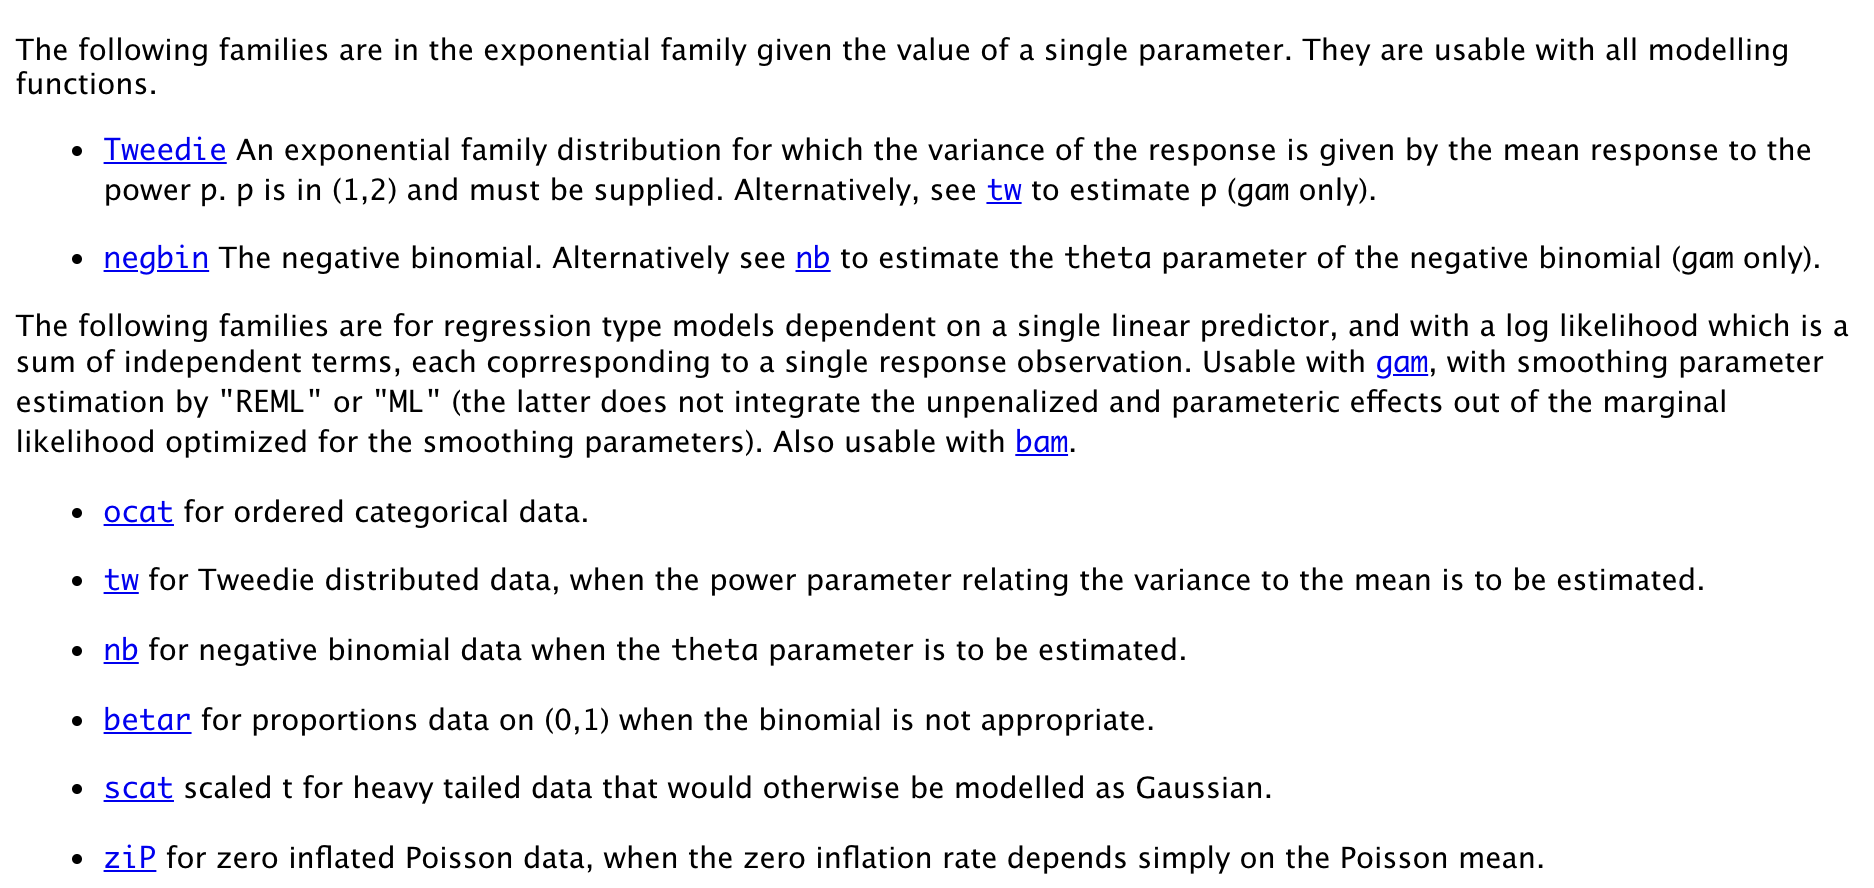 The following families are in the exponential family given the value of a single parameter. They are usable with all modelling
functions.
• Tweedie An exponential family distribution for which the variance of the response is given by the mean response to the
power p. p is in (1,2) and must be supplied. Alternatively, see tw to estimate p (gam only).
• negbin The negative binomial. Alternatively see nb to estimate the theta parameter of the negative binomial (gam only).
The following families are for regression type models dependent on a single linear predictor, and with a log likelihood which is a
sum of independent terms, each coprresponding to a single response observation. Usable with gam, with smoothing parameter
estimation by "REML" or "ML" (the latter does not integrate the unpenalized and parameteric effects out of the marginal
likelihood optimized for the smoothing parameters). Also usable with bam.
• ocat for ordered categorical data.
• tw for Tweedie distributed data, when the power parameter relating the variance to the mean is to be estimated.
• nb for negative binomial data when the theta parameter is to be estimated.
• betar for proportions data on (0,1) when the binomial is not appropriate.
• scat scaled t for heavy tailed data that would otherwise be modelled as Gaussian.
• ziP for zero inflated Poisson data, when the zero inflation rate depends simply on the Poisson mean.